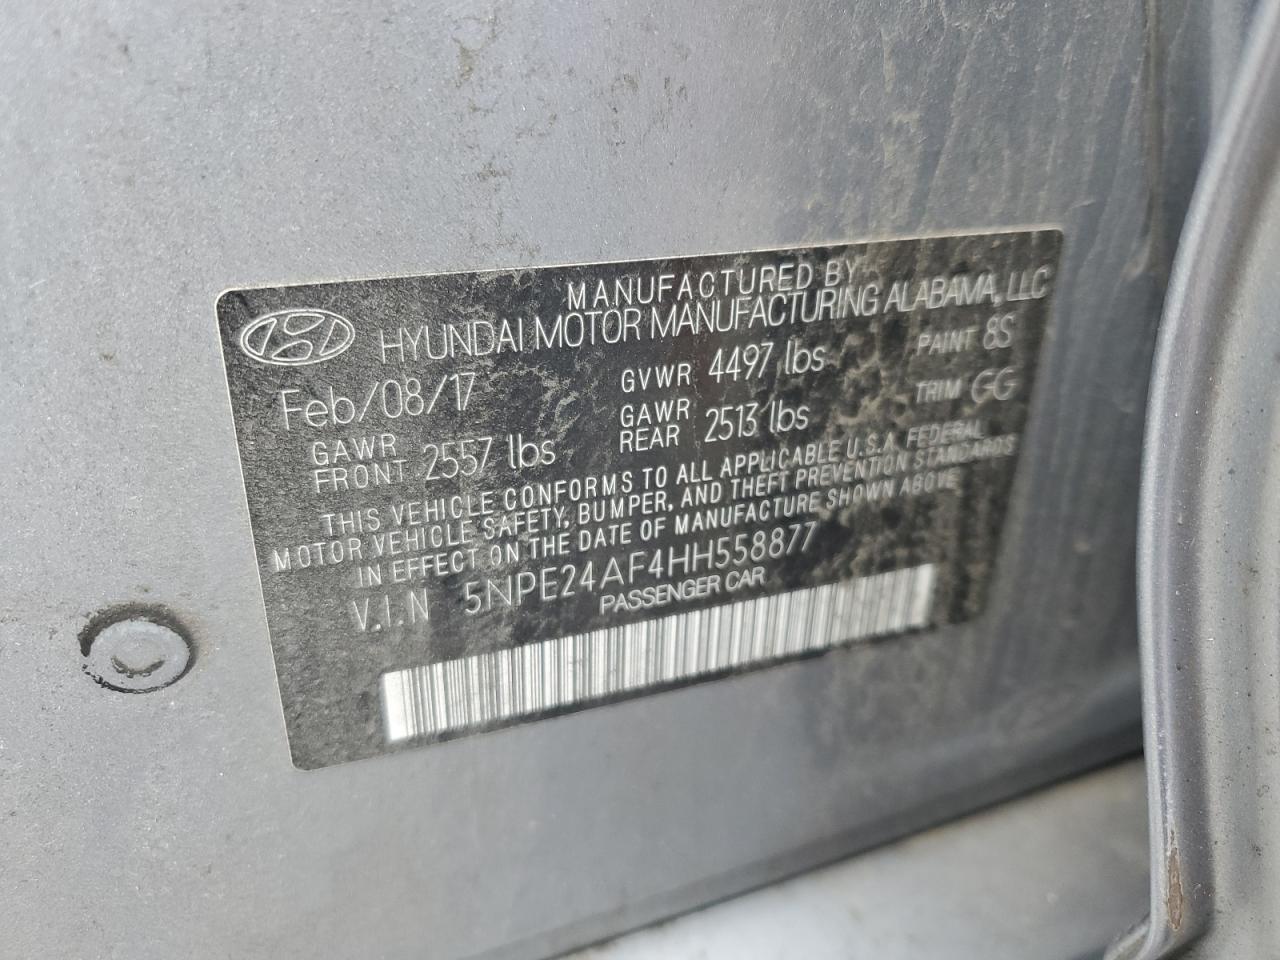 MANUFACTURED BY
HYUNDAI MOTOR MANUFACTURING ALABAMA, LLC
Feb/08/17 GVWR 4497 lbs PAINT 8S
GAWR FRONT 2557 lbs GAWR REAR 2513 lbs TRIM GG
THIS VEHICLE CONFORMS TO ALL APPLICABLE U.S.A. FEDERAL
MOTOR VEHICLE SAFETY, BUMPER, AND THEFT PREVENTION STANDARDS
IN EFFECT ON THE DATE OF MANUFACTURE SHOWN ABOVE
V.I.N 5NPE24AF4HH558877
PASSENGER CAR